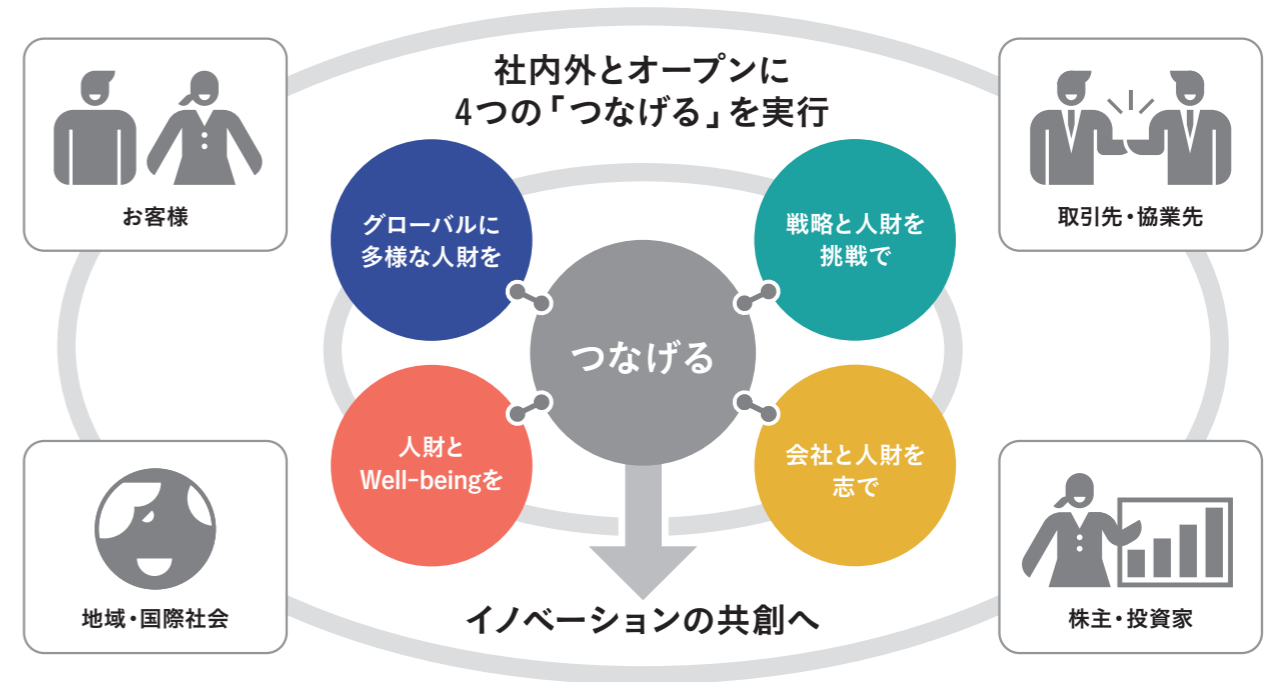 社内外とオープンに
4つの「つなげる」を実行
お客様
取引先・協業先
グローバルに
多様な人財を
戦略と人財を
挑戦で
つなげる
人財と
Well-beingを
会社と人財を
志で
地域・国際社会
株主・投資家
イノベーションの共創へ